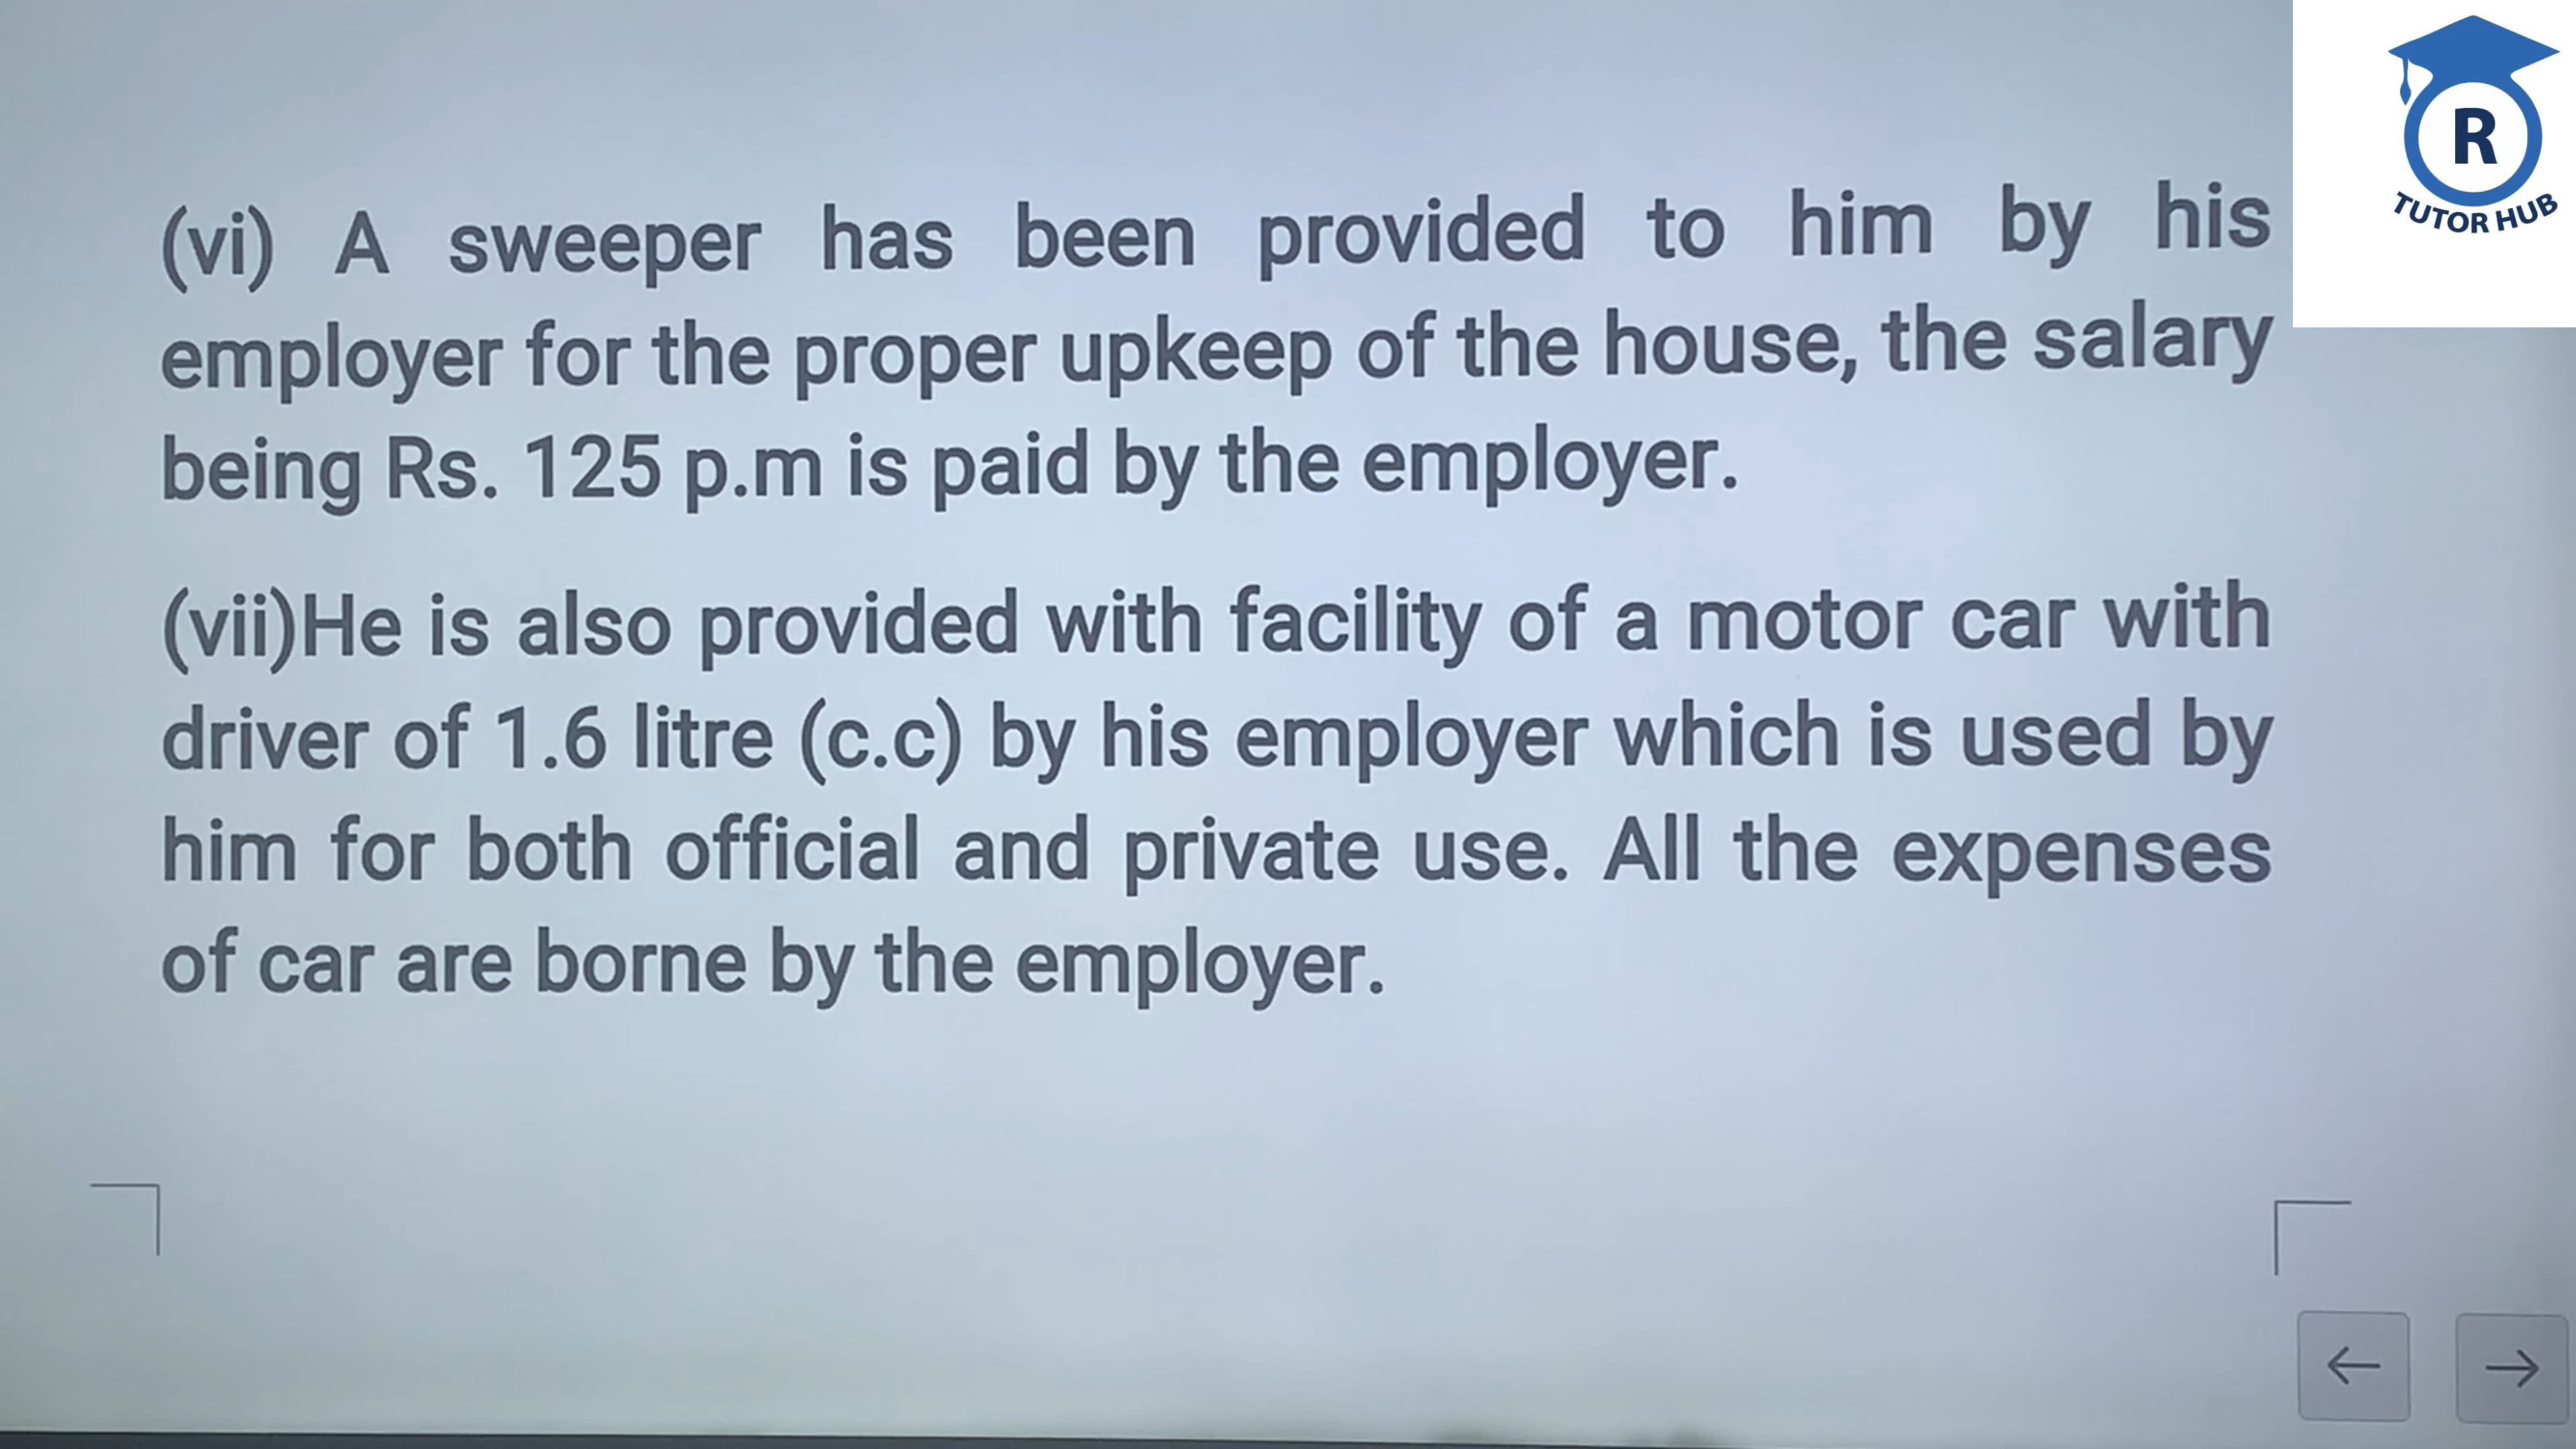 R
TUTOR HUB
(vi) A sweeper has been provided to him by his
employer for the proper upkeep of the house, the salary
being Rs. 125 p.m is paid by the employer.
(vii)He is also provided with facility of a motor car with
driver of 1.6 litre (c.c) by his employer which is used by
him for both official and private use. All the expenses
of car are borne by the employer.